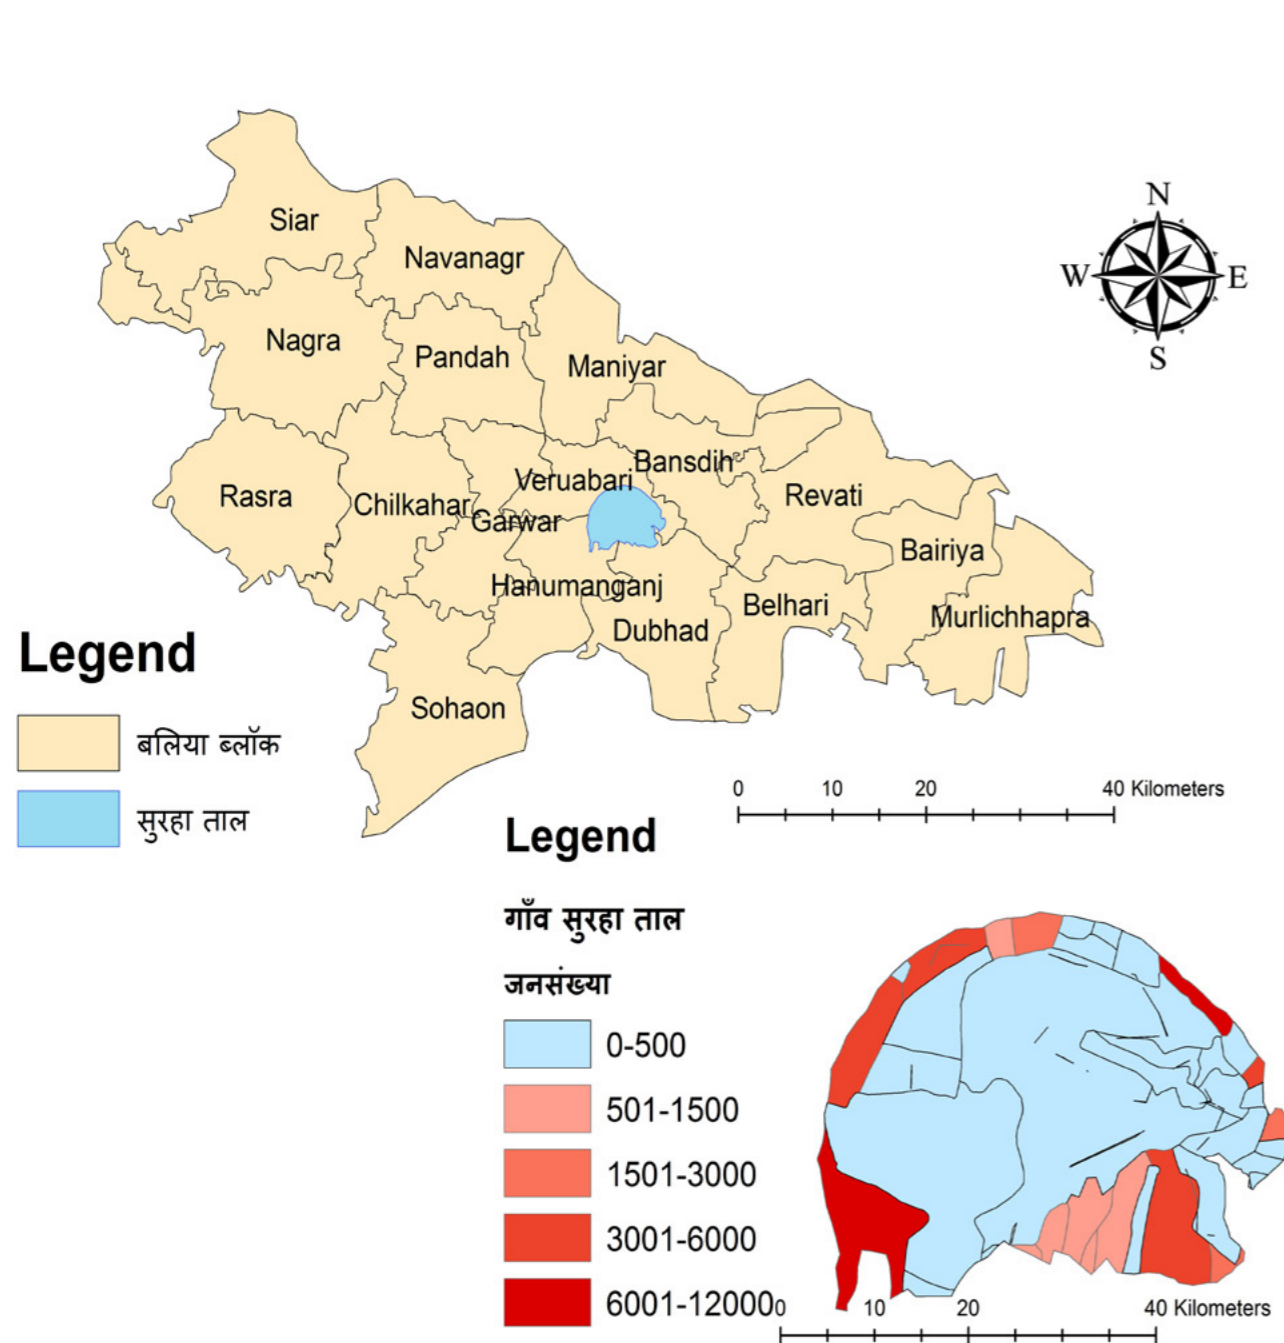 N
W
E
S
Siar
Navanagr
Nagra
Pandah
Maniyar
Bansdih
Veruabari
Rasra
Chilkahar
Garwar
Revati
Bairiya
Hanumanganj
Belhari
Murlichhapra
Dubhad
Sohaon
Legend
बलिया ब्लॉक
सुरहा ताल
0 10 20 40 Kilometers
Legend
गाँव सुरहा ताल
जनसंख्या
0-500
501-1500
1501-3000
3001-6000
6001-12000
0 10 20 40 Kilometers